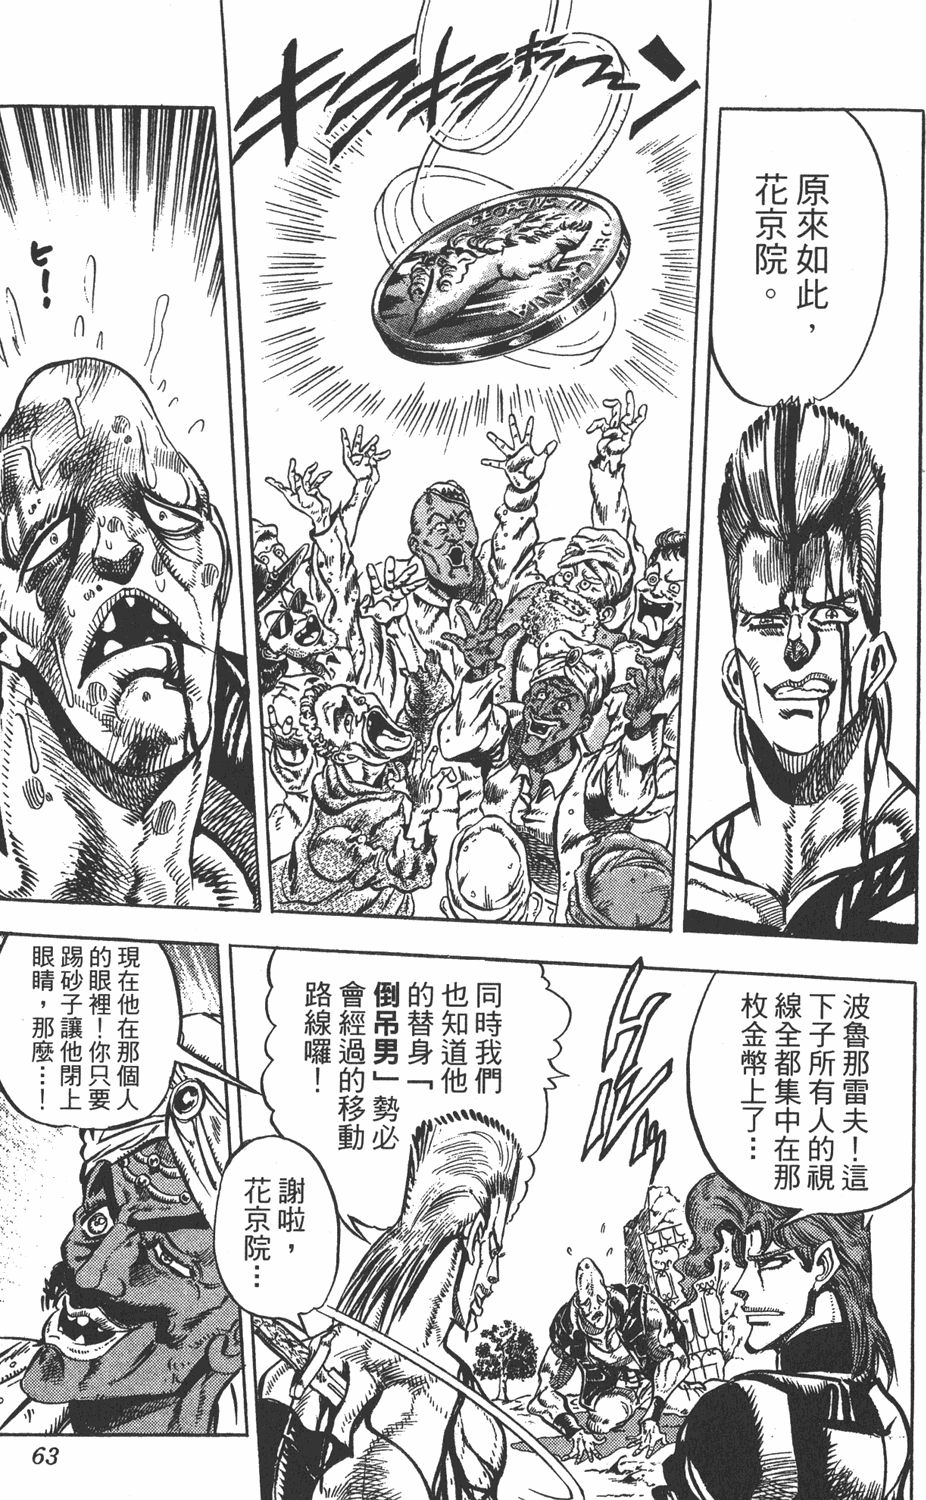 原來如此，
花京院。
キラキラキャーーン
ヒー！
波魯那雷夫！這
下子所有人的視
線全都集中在那
枚金幣上了…
同時我們
也知道他
的替身「
倒吊男」勢必
會經過的移動
路線囉！
謝啦，
花京院…
現在他在那個人
的眼裡！你只要
踢砂子讓他閉上
眼睛，那麼…！
63